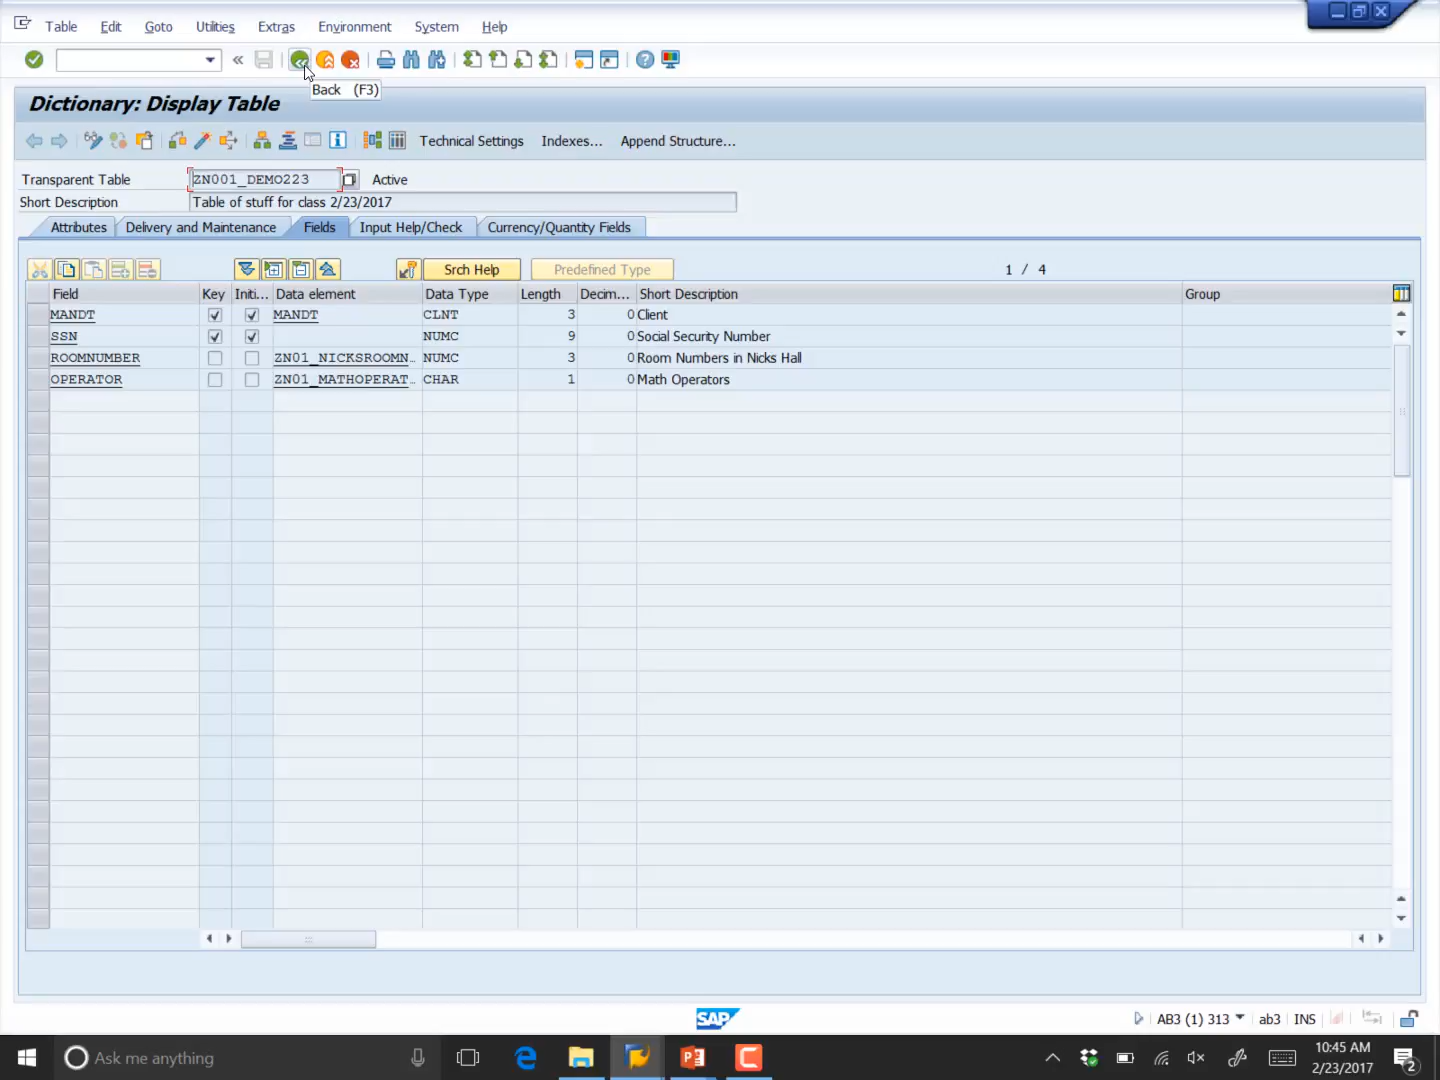 Table Edit Goto Utilities Extras Environment System Help
Back (F3)
Dictionary: Display Table
Technical Settings Indexes... Append Structure...
Transparent Table ZN001_DEMO223 Active
Short Description Table of stuff for class 2/23/2017
Attributes Delivery and Maintenance Fields Input Help/Check Currency/Quantity Fields
Srch Help Predefined Type 1 / 4
Field Key Initi... Data element Data Type Length Decim... Short Description Group
MANDT MANDT CLNT 3 0 Client
SSN NUMC 9 0 Social Security Number
ROOMNUMBER ZN01_NICKSROOMN... NUMC 3 0 Room Numbers in Nicks Hall
OPERATOR ZN01_MATHOPERAT... CHAR 1 0 Math Operators
SAP AB3 (1) 313 ab3 INS
Ask me anything 10:45 AM
2/23/2017 2